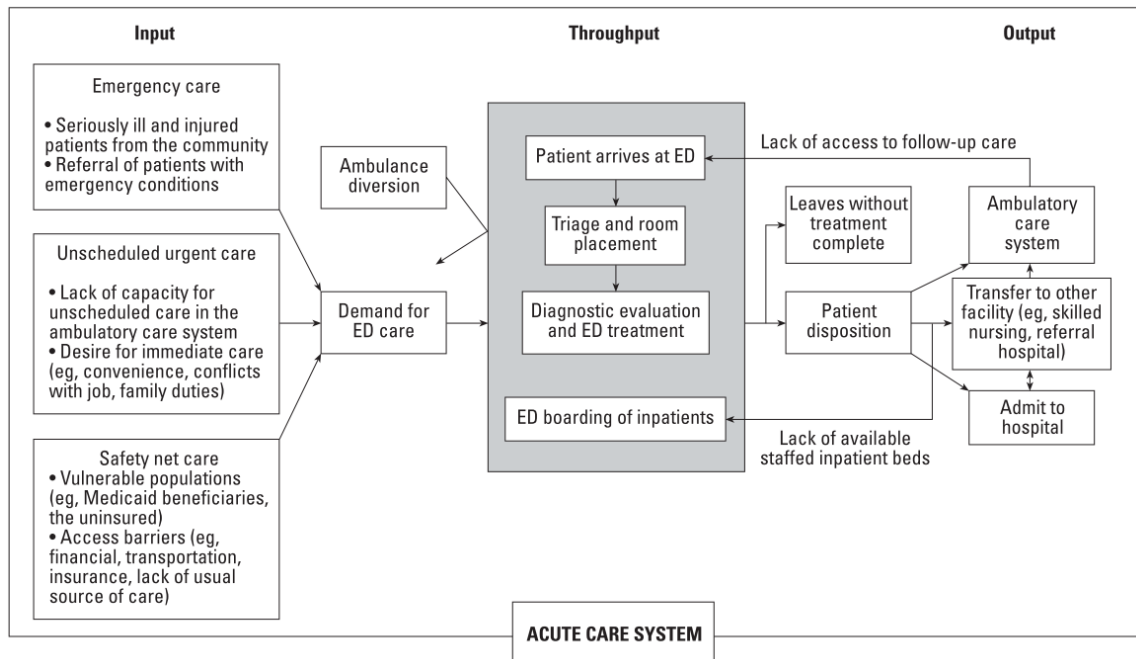 Input
Throughput
Output
Emergency care
• Seriously ill and injured
patients from the community
• Referral of patients with
emergency conditions
Unscheduled urgent care
• Lack of capacity for
unscheduled care in the
ambulatory care system
• Desire for immediate care
(eg, convenience, conflicts
with job, family duties)
Safety net care
• Vulnerable populations
(eg, Medicaid beneficiaries,
the uninsured)
• Access barriers (eg,
financial, transportation,
insurance, lack of usual
source of care)
Ambulance
diversion
Demand for
ED care
Patient arrives at ED
Triage and room
placement
Diagnostic evaluation
and ED treatment
ED boarding of inpatients
Lack of access to follow-up care
Leaves without
treatment
complete
Patient
disposition
Lack of available
staffed inpatient beds
Ambulatory
care
system
Transfer to other
facility (eg, skilled
nursing, referral
hospital)
Admit to
hospital
ACUTE CARE SYSTEM